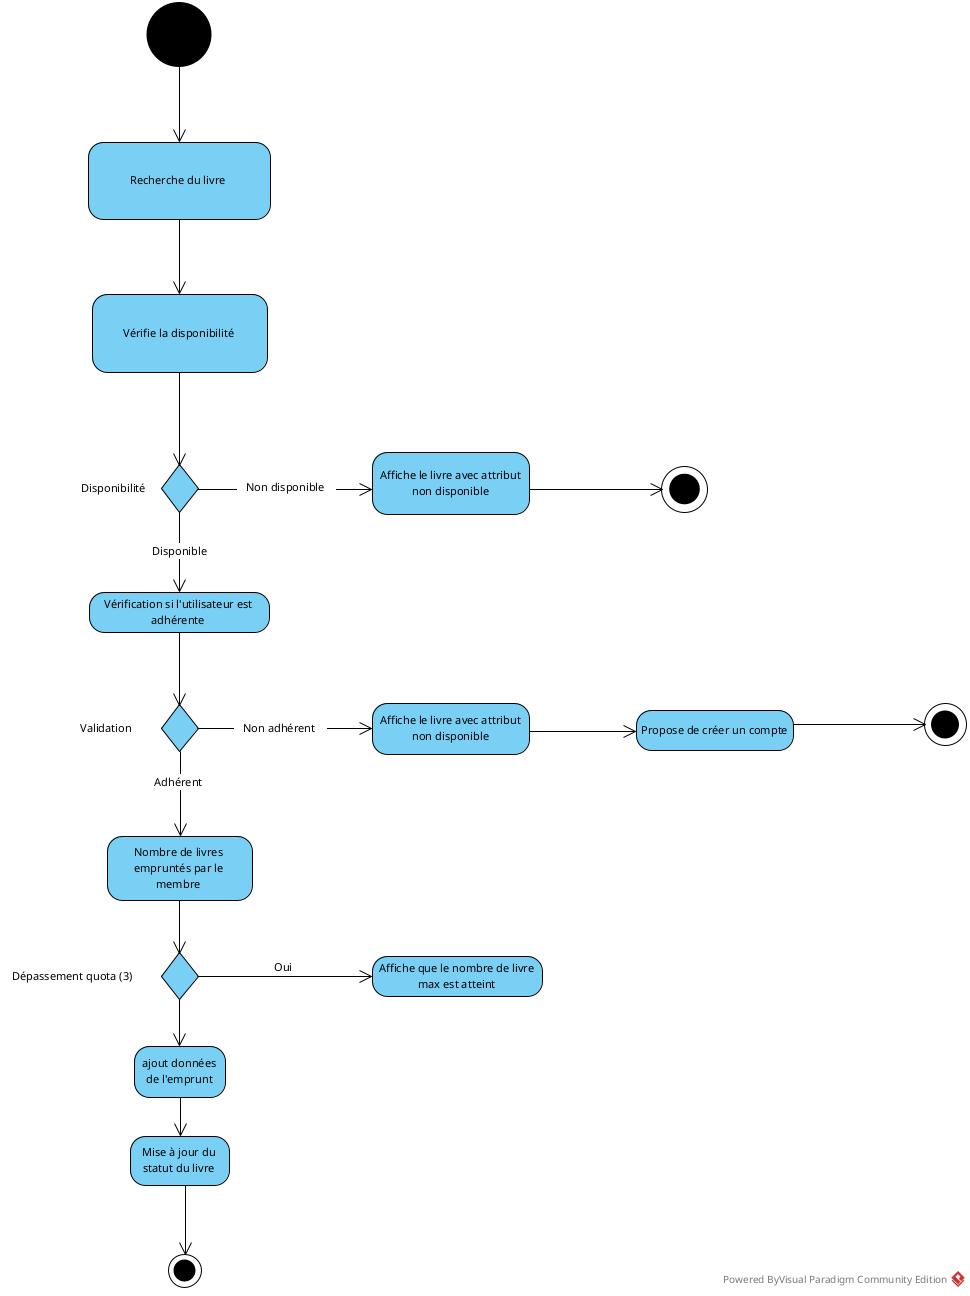 Recherche du livre
Vérifie la disponibilité
Disponibilité
Non disponible
Affiche le livre avec attribut
non disponible
Disponible
Vérification si l'utilisateur est
adhérente
Validation
Non adhérent
Affiche le livre avec attribut
non disponible
Propose de créer un compte
Adhérent
Nombre de livres
empruntés par le
membre
Dépassement quota (3)
Oui
Affiche que le nombre de livre
max est atteint
ajout données
de l'emprunt
Mise à jour du
statut du livre
Powered ByVisual Paradigm Community Edition